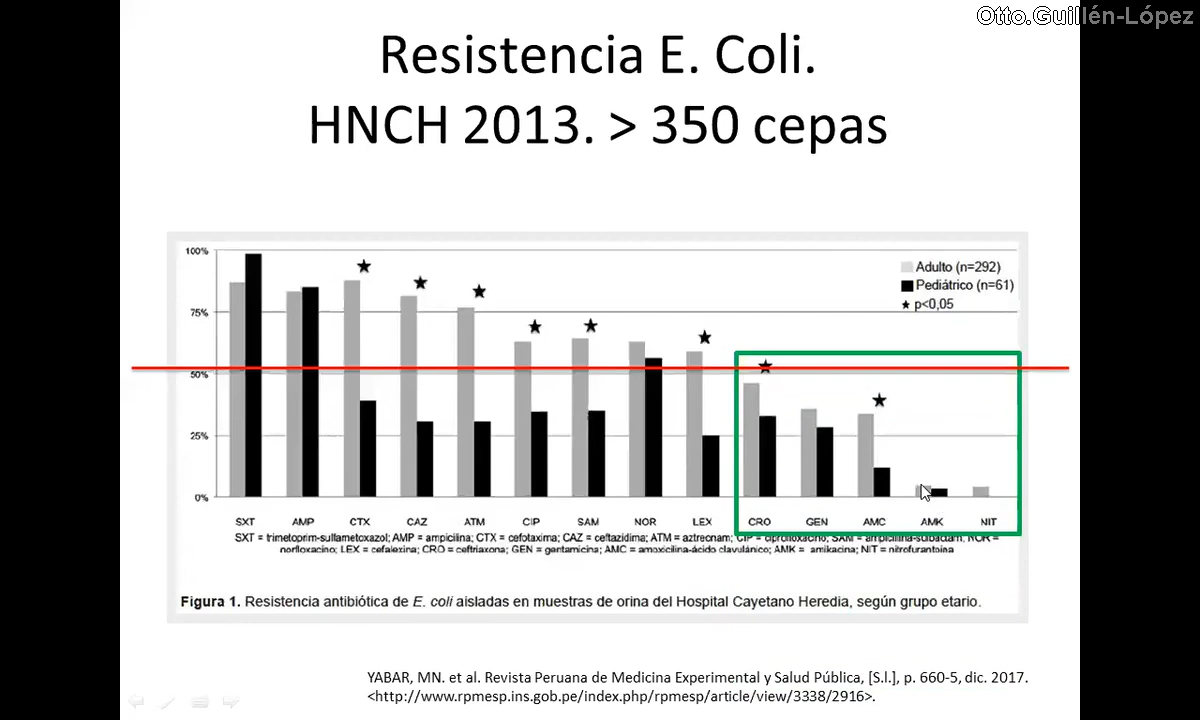 Otto.Guillén-López
Resistencia E. Coli.
HNCH 2013. > 350 cepas
100%
75%
50%
25%
0%
Adulto (n=292)
Pediátrico (n=61)
★ p<0,05
SXT AMP CTX CAZ ATM CIP SAM NOR LEX CRO GEN AMC AMK NIT
SXT = trimetoprim-sulfametoxazol; AMP = ampicilina; CTX = cefotaxima; CAZ = ceftazidima; ATM = aztreonam; CIP = ciprofloxacino; SAM = ampicilina-sulbactam; NOR =
norfloxacino; LEX = cefalexina; CRO = ceftriaxona; GEN = gentamicina; AMC = amoxicilina-ácido clavulánico; AMK = amikacina; NIT = nitrofurantoina
Figura 1. Resistencia antibiótica de E. coli aisladas en muestras de orina del Hospital Cayetano Heredia, según grupo etario.
YABAR, MN. et al. Revista Peruana de Medicina Experimental y Salud Pública, [S.l.], p. 660-5, dic. 2017.
<http://www.rpmesp.ins.gob.pe/index.php/rpmesp/article/view/3338/2916>.